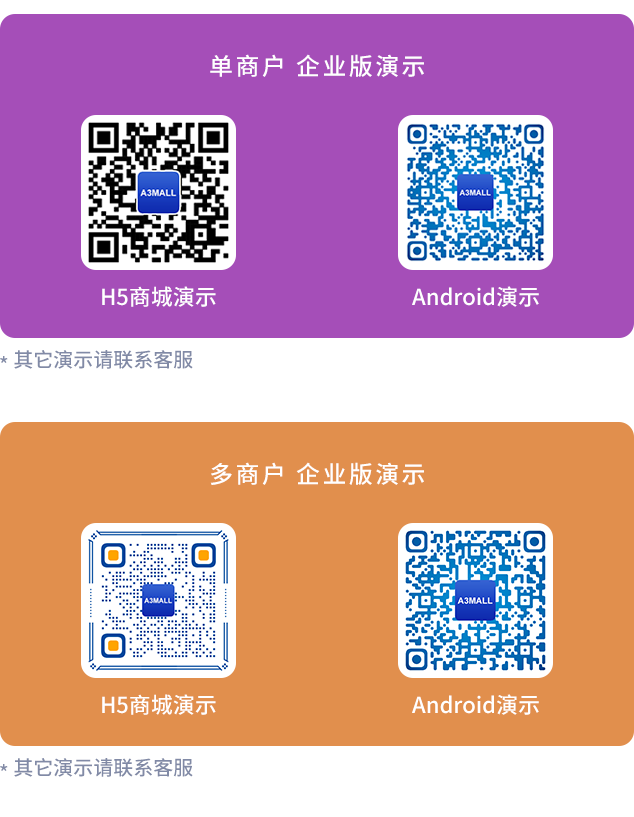 单商户 企业版演示
A3MALL
A3MALL
H5商城演示
Android演示
* 其它演示请联系客服
多商户 企业版演示
A3MALL
A3MALL
H5商城演示
Android演示
* 其它演示请联系客服